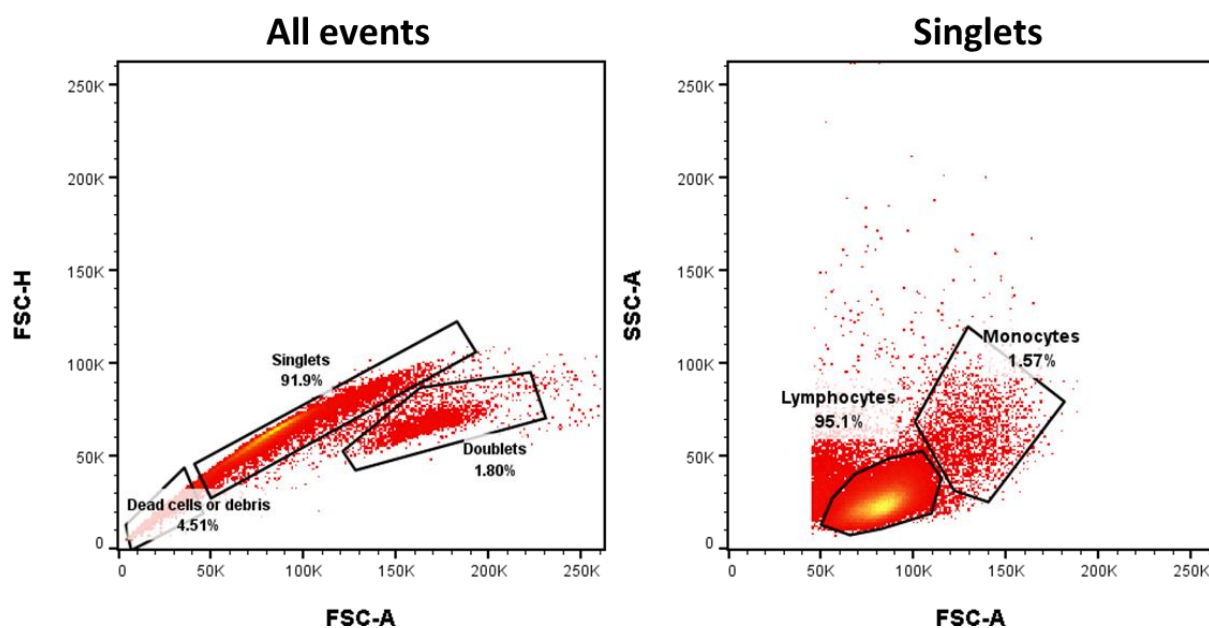 All events
250K
200K
150K
100K
50K
0
FSC-H
Singlets
91.9%
Doublets
1.80%
Dead cells or debris
4.51%
0
50K
100K
150K
200K
250K
FSC-A
Singlets
250K
200K
150K
100K
50K
0
SSC-A
Monocytes
1.57%
Lymphocytes
95.1%
0
50K
100K
150K
200K
250K
FSC-A